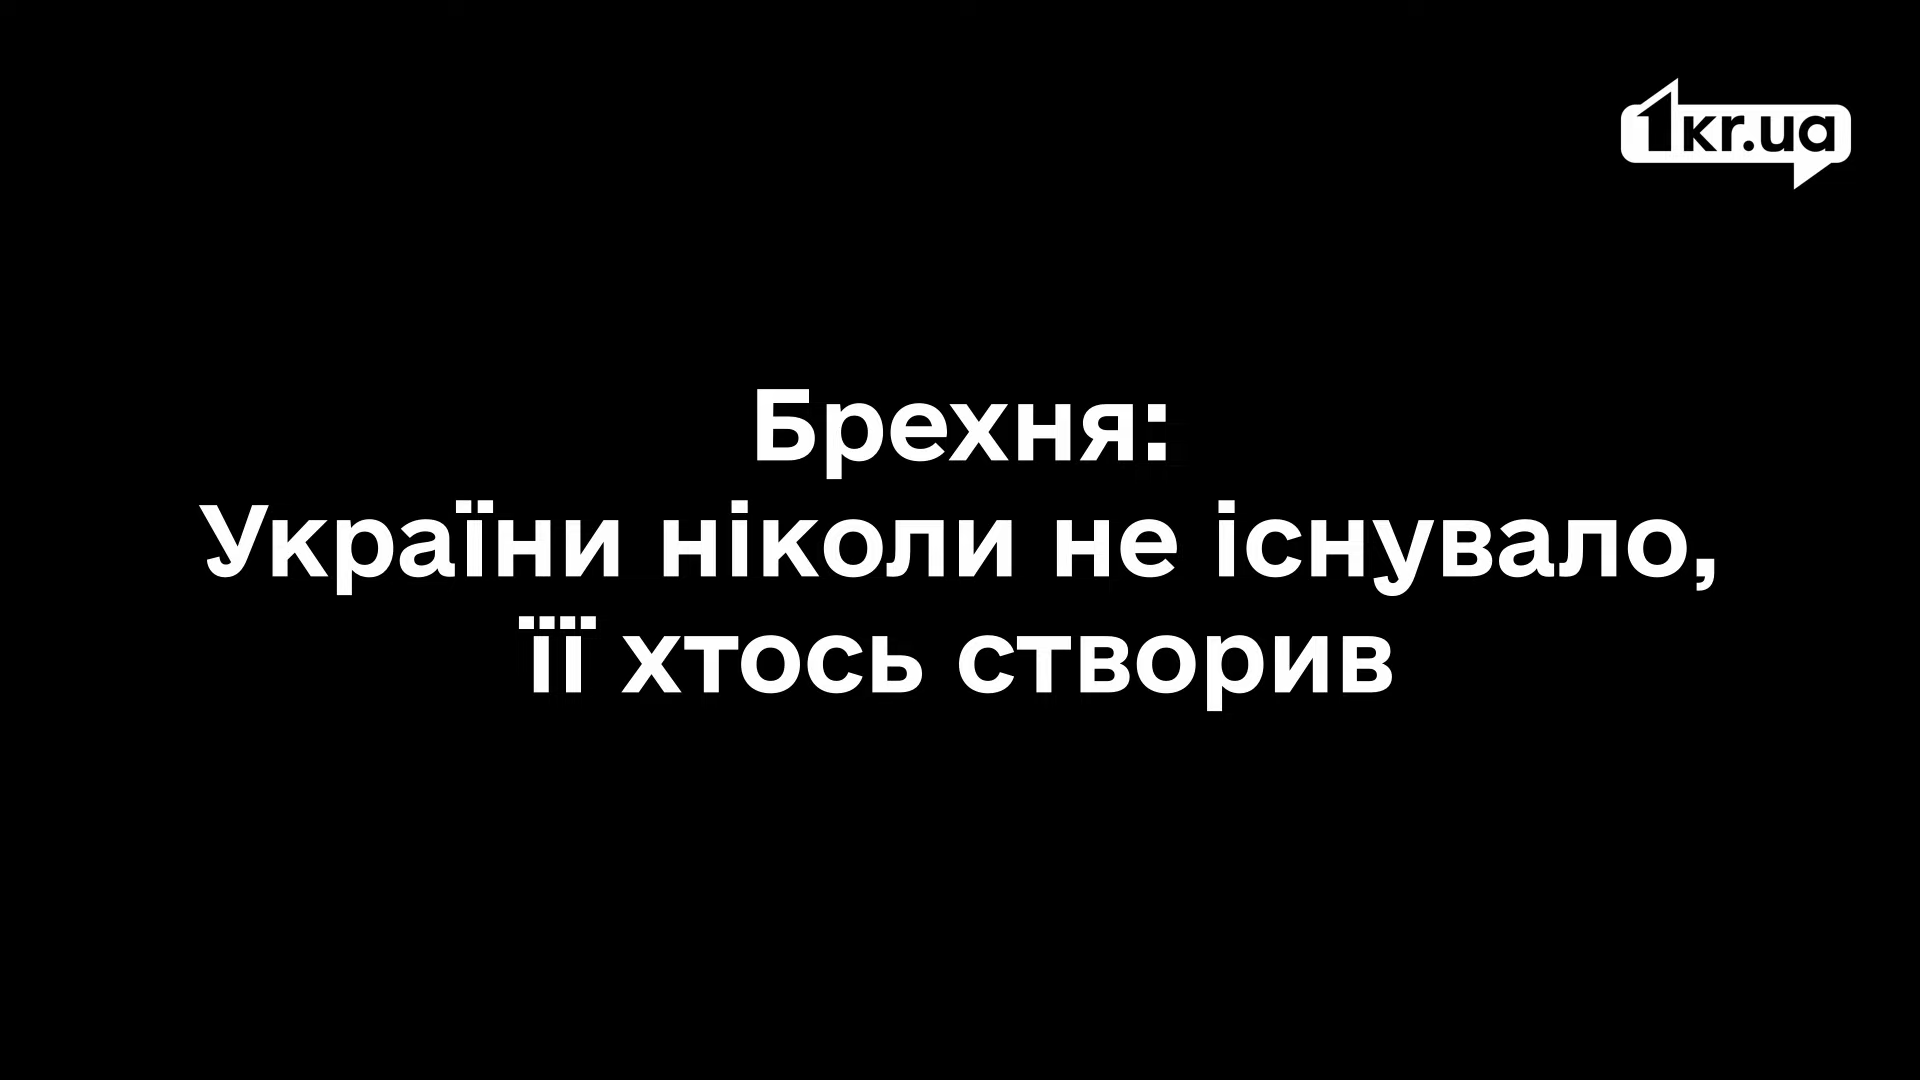 1kr.ua
Брехня:
України ніколи не існувало,
її хтось створив